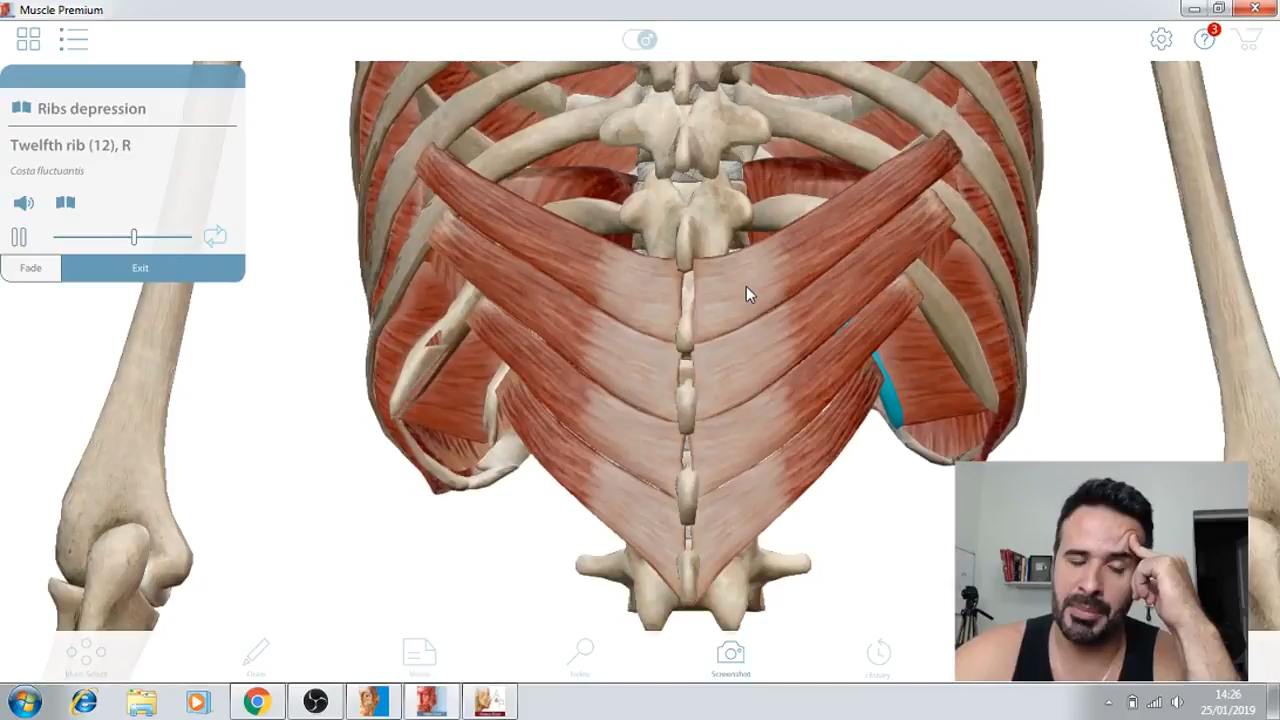 Muscle Premium
3
Ribs depression
Twelfth rib (12), R
Costa fluctuantis
Fade
Exit
Screenshot
14:26
25/01/2019